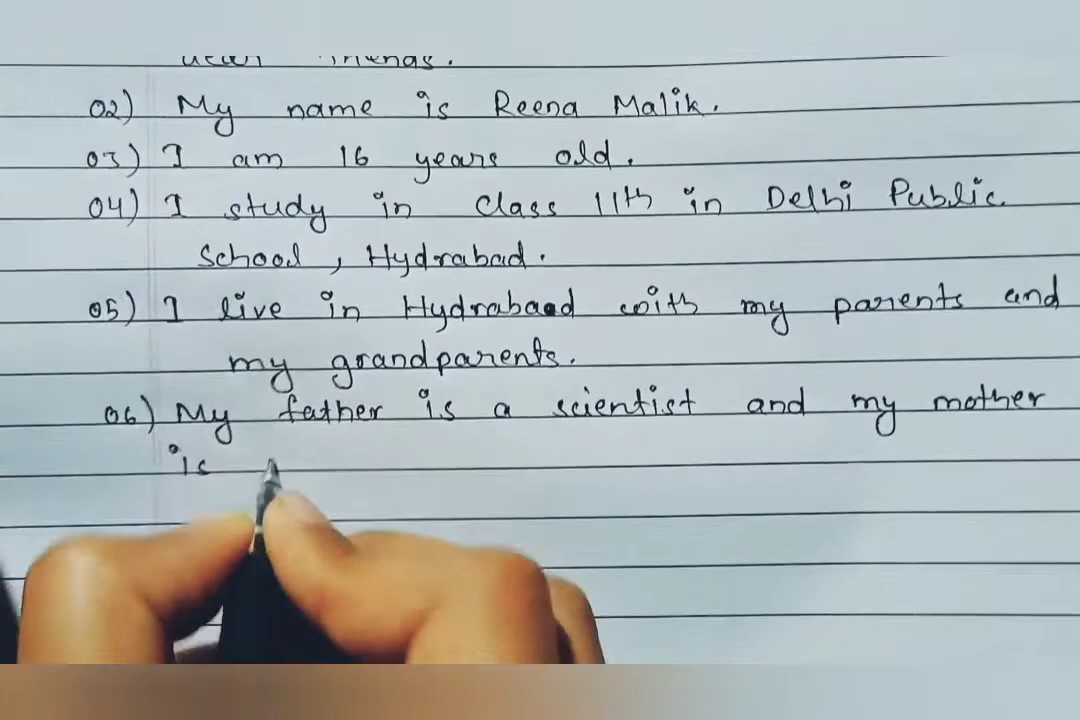 02) My name is Reena Malik.
03) I am 16 years old.
04) I study in Class 11th in Delhi Public
School, Hydrabad.
05) I live in Hydrabad with my parents and
my grandparents.
06) My father is a scientist and my mother
is